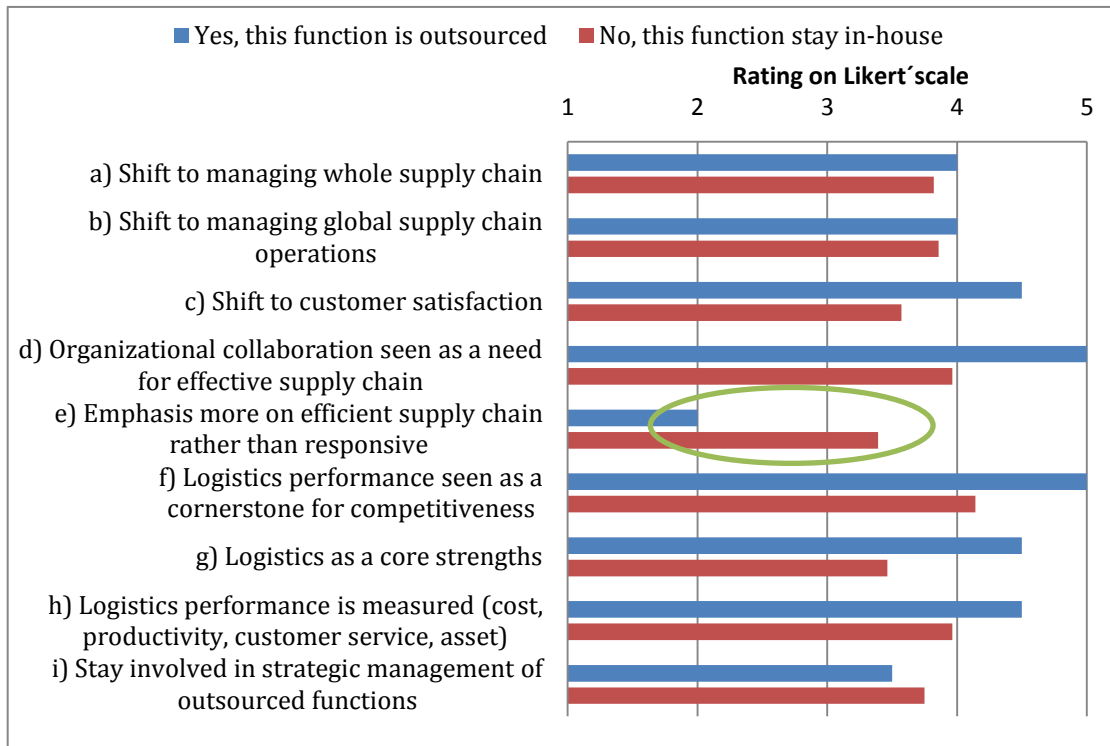 Yes, this function is outsourced
No, this function stay in-house
Rating on Likert´scale
1 2 3 4 5
a) Shift to managing whole supply chain
b) Shift to managing global supply chain
operations
c) Shift to customer satisfaction
d) Organizational collaboration seen as a need
for effective supply chain
e) Emphasis more on efficient supply chain
rather than responsive
f) Logistics performance seen as a
cornerstone for competitiveness
g) Logistics as a core strengths
h) Logistics performance is measured (cost,
productivity, customer service, asset)
i) Stay involved in strategic management of
outsourced functions